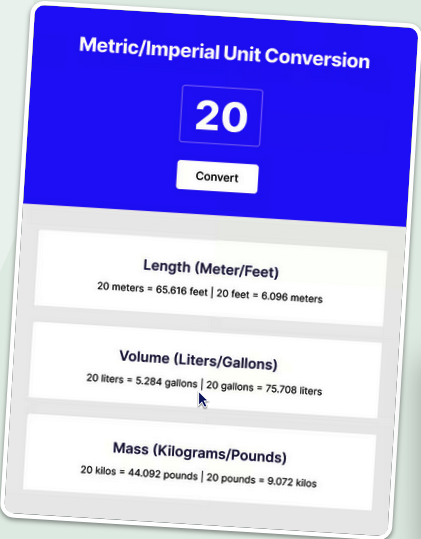 Metric/Imperial Unit Conversion
20
Convert
Length (Meter/Feet)
20 meters = 65.616 feet | 20 feet = 6.096 meters
Volume (Liters/Gallons)
20 liters = 5.284 gallons | 20 gallons = 75.708 liters
Mass (Kilograms/Pounds)
20 kilos = 44.092 pounds | 20 pounds = 9.072 kilos